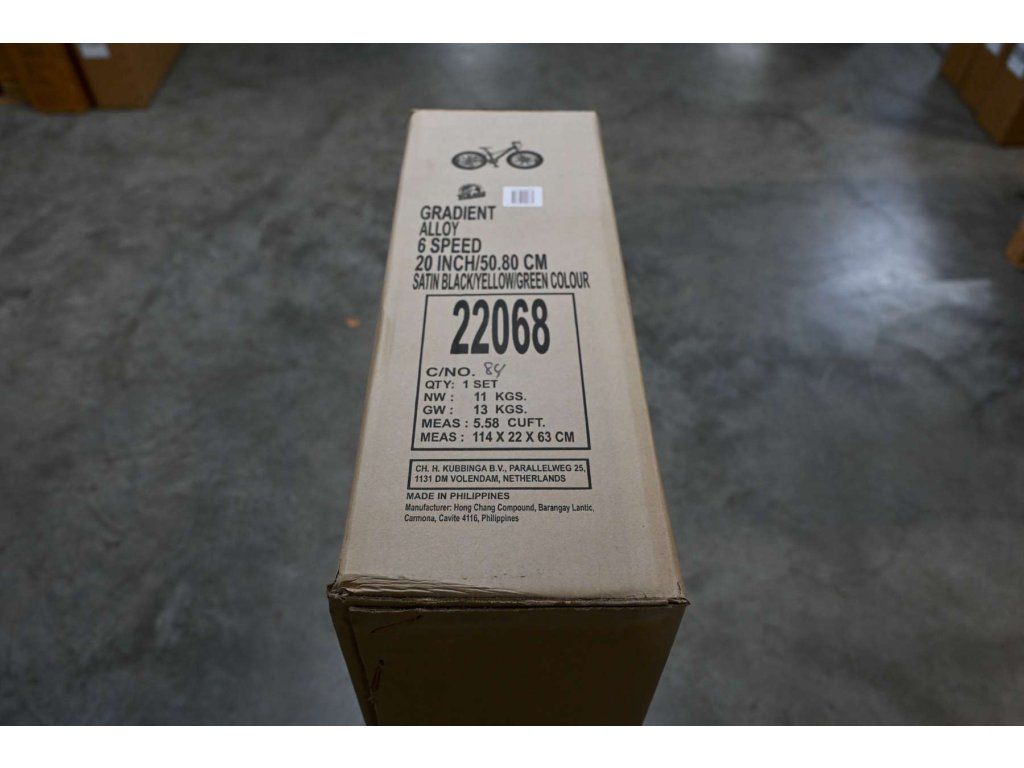 GRADIENT
ALLOY
6 SPEED
20 INCH/50.80 CM
SATIN BLACK/YELLOW/GREEN COLOUR
22068
C/NO. 84
QTY: 1 SET
NW : 11 KGS.
GW : 13 KGS.
MEAS : 5.58 CUFT.
MEAS : 114 X 22 X 63 CM
CH. H. KUBBINGA B.V., PARALLELWEG 25,
1131 DM VOLENDAM, NETHERLANDS
MADE IN PHILIPPINES
Manufacturer: Hong Chang Compound, Barangay Lantic,
Carmona, Cavite 4116, Philippines